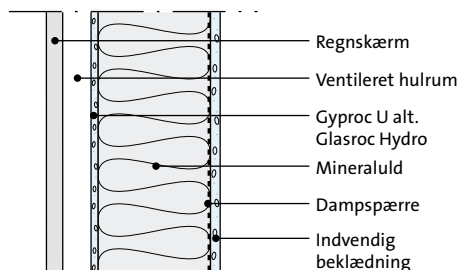 Regnskærm
Ventileret hulrum
Gyproc U alt.
Glasroc Hydro
Mineraluld
Dampspærre
Indvendig
beklædning